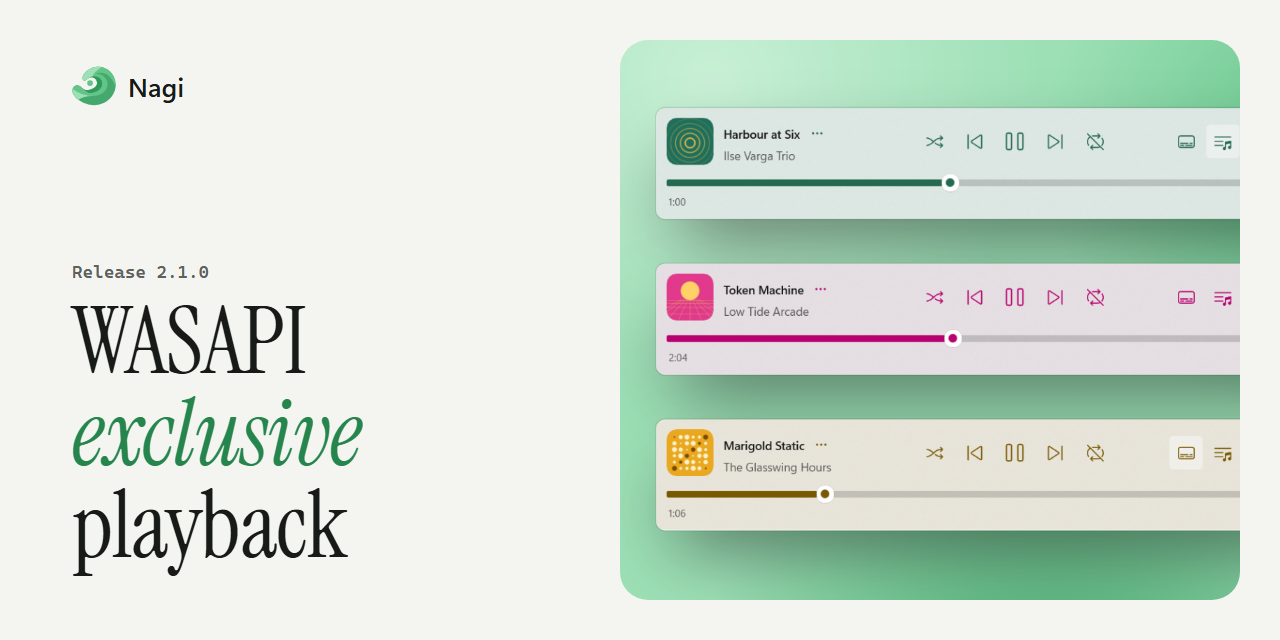 Nagi
Release 2.1.0
WASAPI
exclusive
playback
Harbour at Six ···
Ilse Varga Trio
1:00
Token Machine ···
Low Tide Arcade
2:04
Marigold Static ···
The Glasswing Hours
1:06